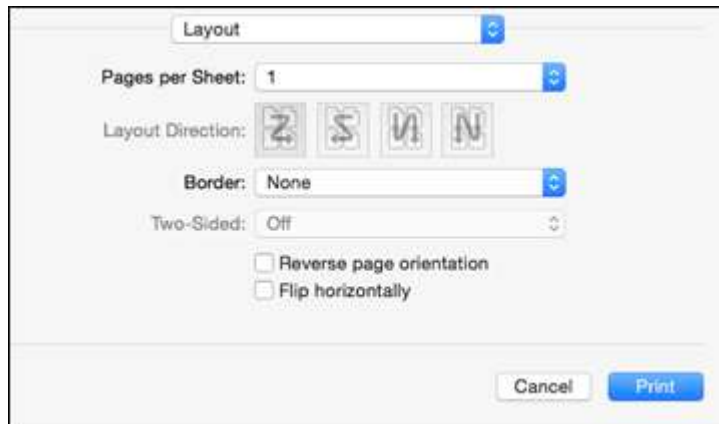 Layout
Pages per Sheet: 1
Layout Direction:
Border: None
Two-Sided: Off
Reverse page orientation
Flip horizontally
Cancel Print